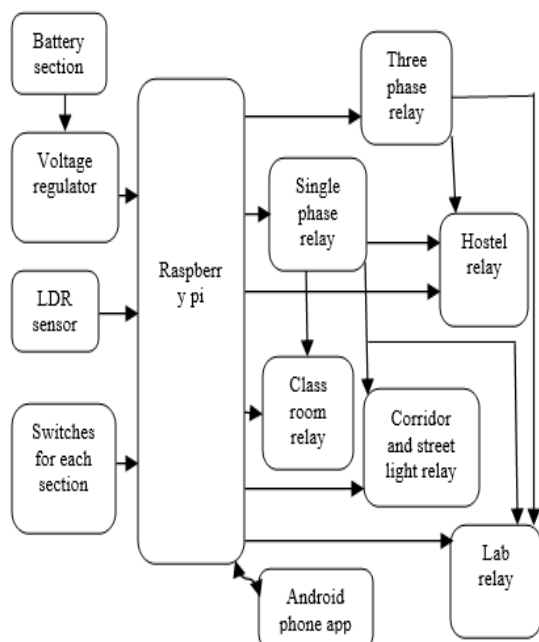 Battery
section
Voltage
regulator
LDR
sensor
Switches
for each
section
Raspberr
y pi
Three
phase
relay
Single
phase
relay
Hostel
relay
Class
room
relay
Corridor
and street
light relay
Lab
relay
Android
phone app